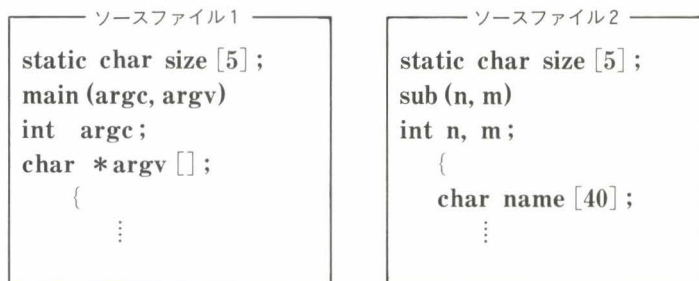 ソースファイル1
static char size [5] ;
main (argc, argv)
int argc ;
char *argv [] ;
{
⋮
ソースファイル2
static char size [5] ;
sub (n, m)
int n, m ;
{
char name [40] ;
⋮